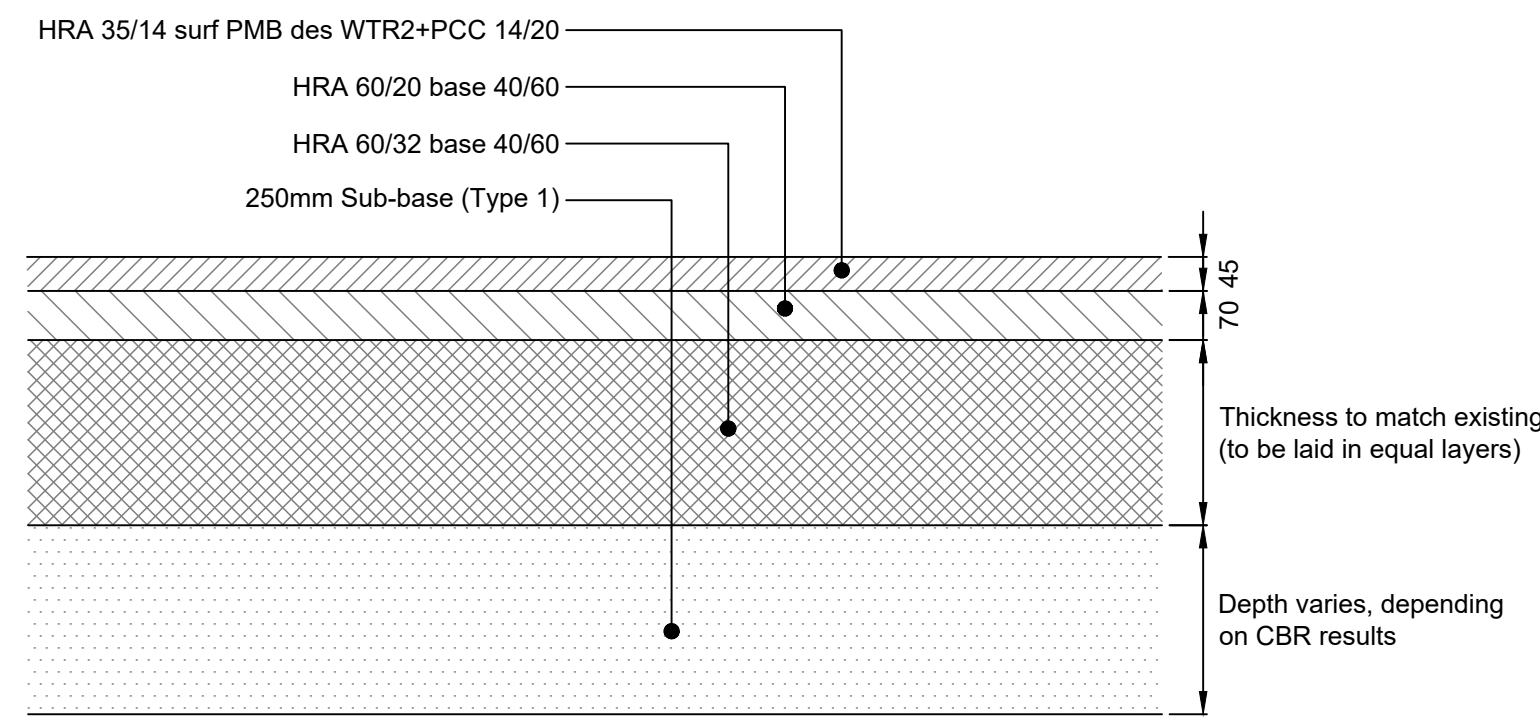 HRA 35/14 surf PMB des WTR2+PCC 14/20
HRA 60/20 base 40/60
HRA 60/32 base 40/60
250mm Sub-base (Type 1)
45
70
Thickness to match existing
(to be laid in equal layers)
Depth varies, depending
on CBR results